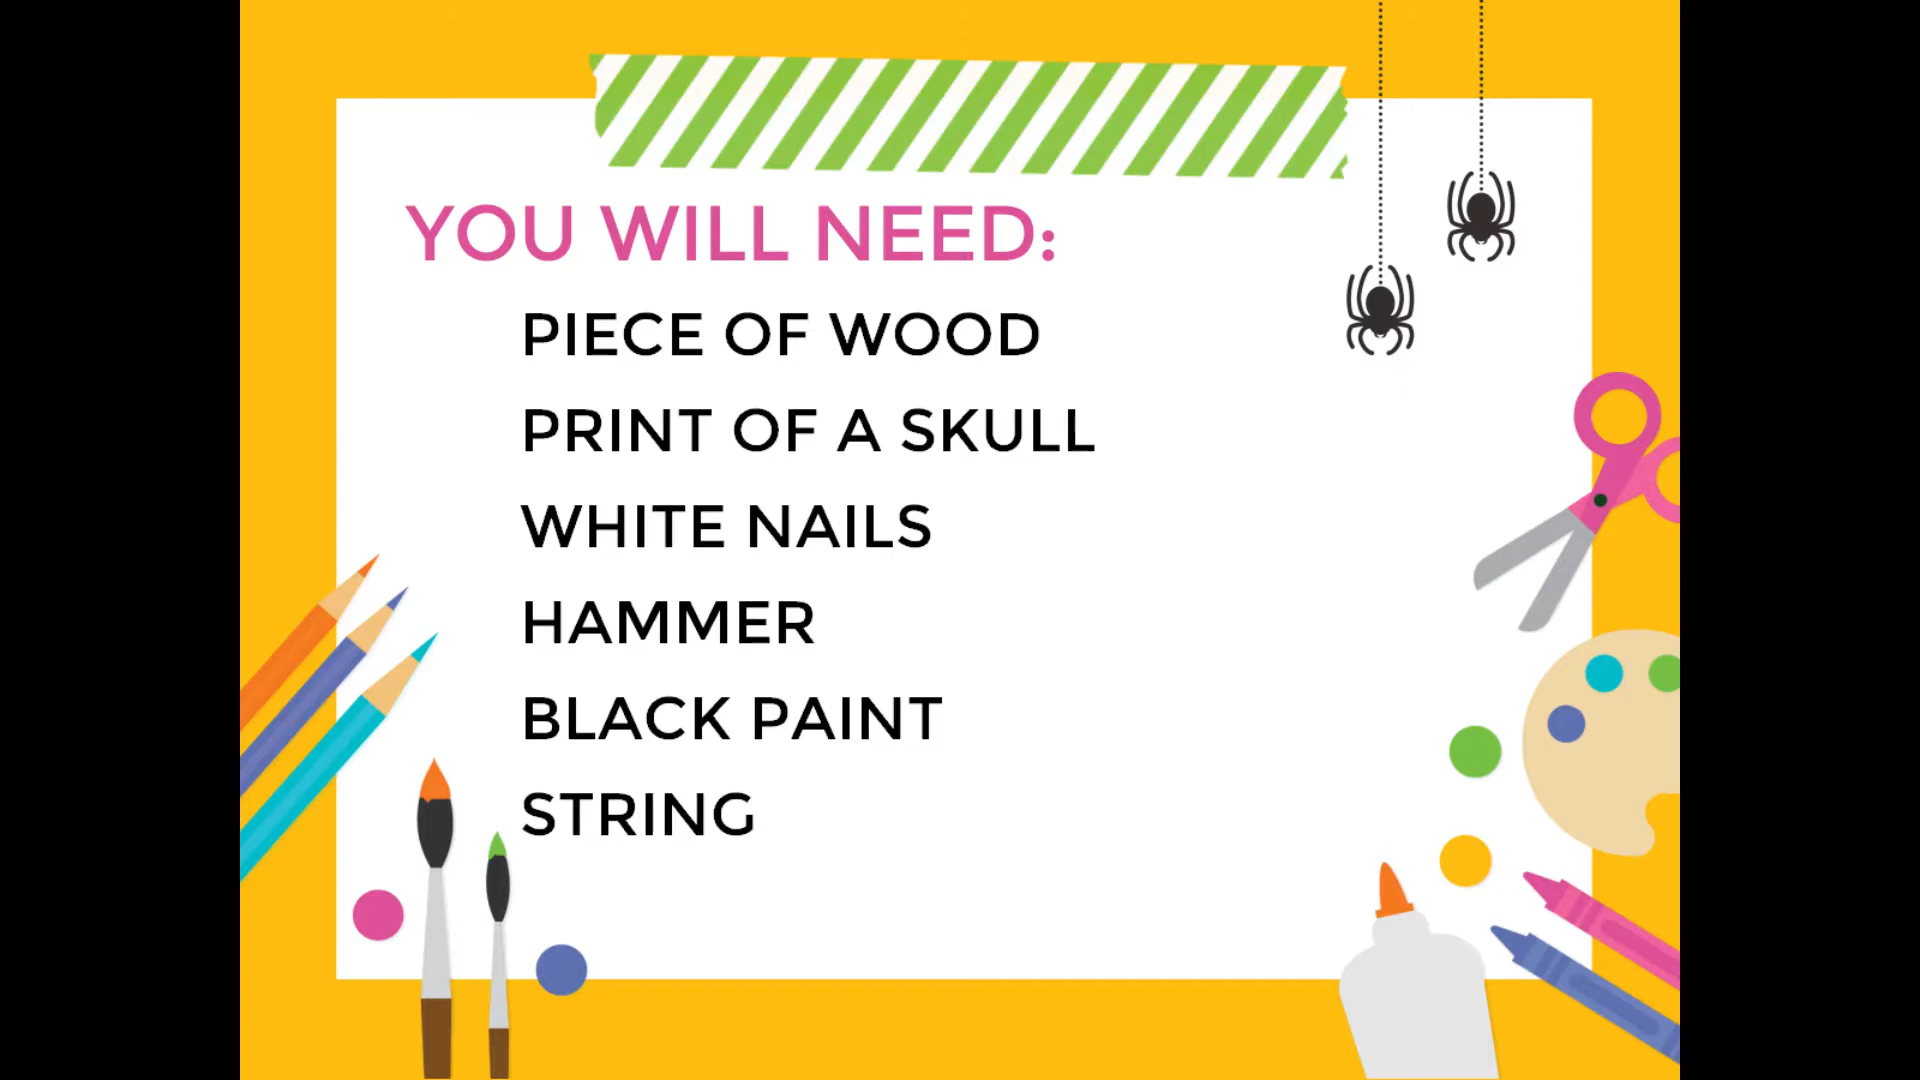 YOU WILL NEED:
PIECE OF WOOD
PRINT OF A SKULL
WHITE NAILS
HAMMER
BLACK PAINT
STRING